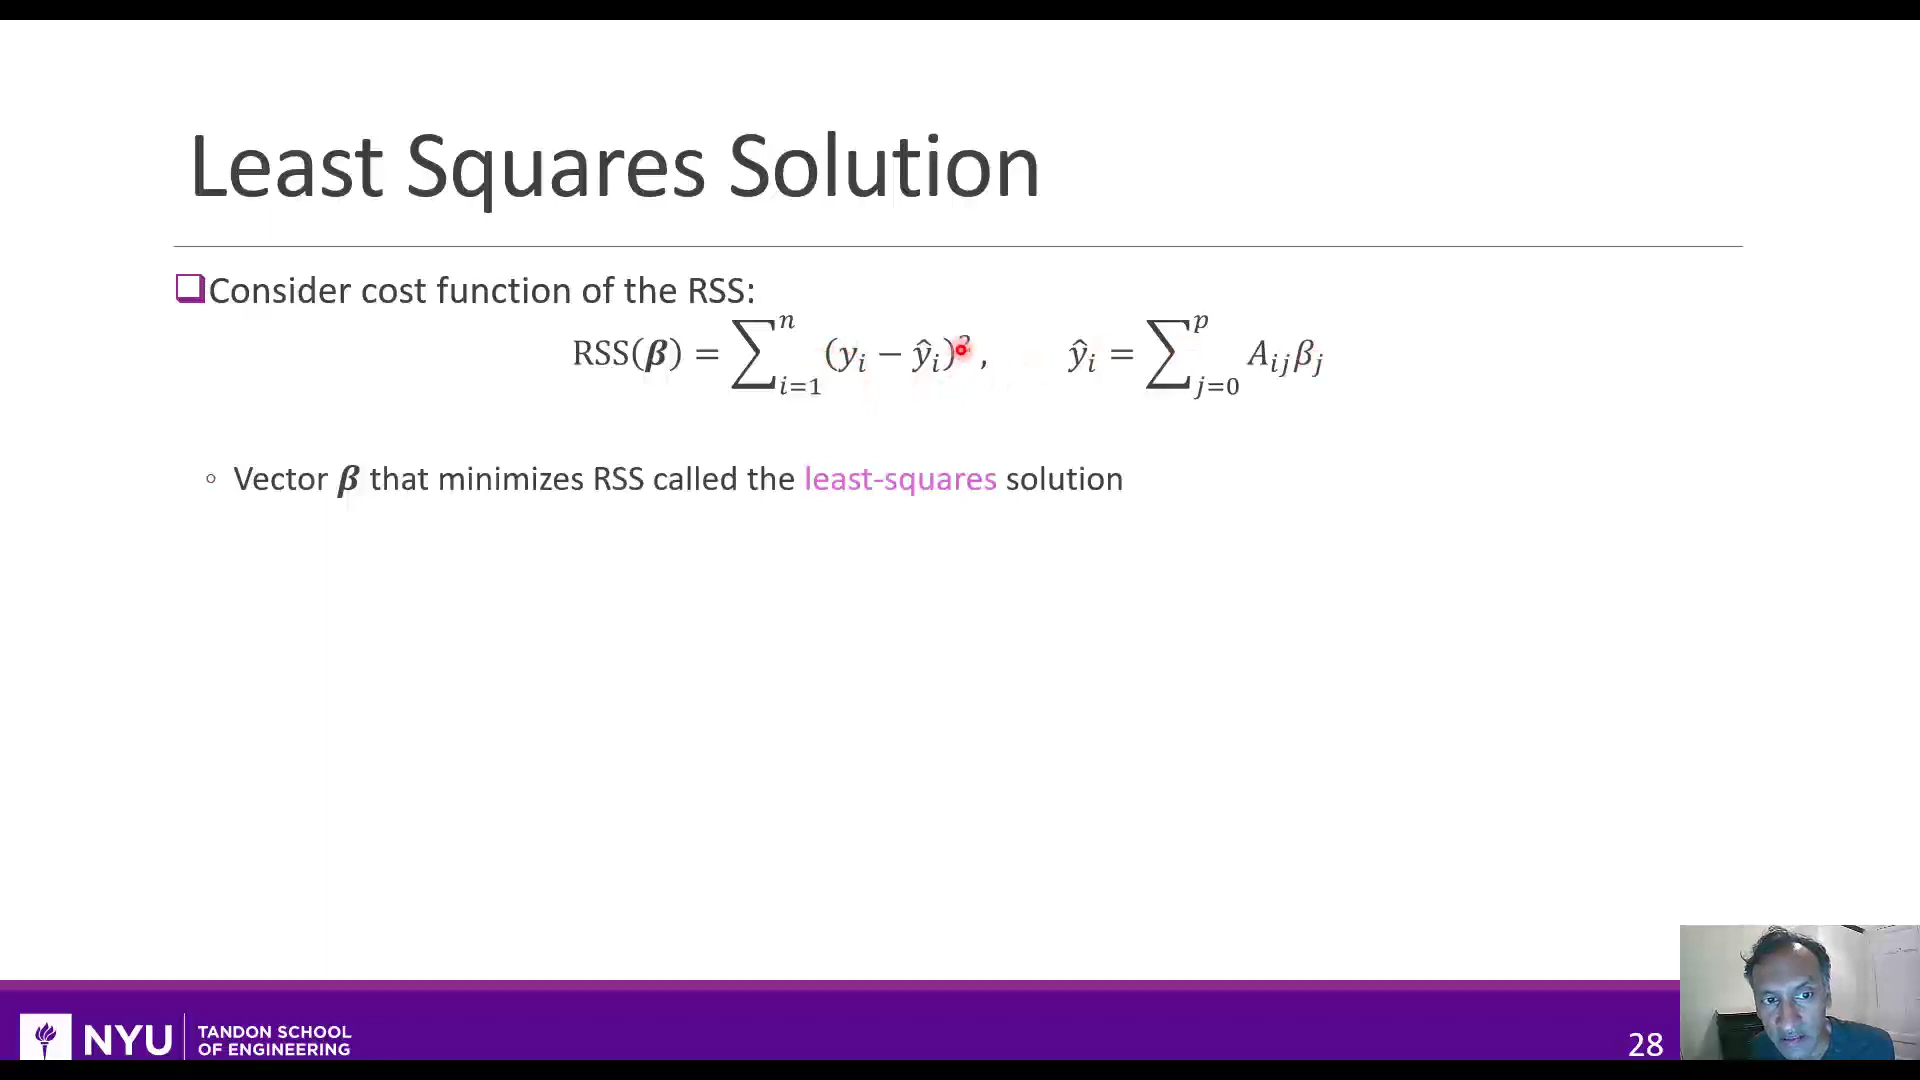 Least Squares Solution
Consider cost function of the RSS:
RSS(𝜷) = ∑_{i=1}^{n} (y_i − ŷ_i)², ŷ_i = ∑_{j=0}^{p} A_{ij}β_j
◦ Vector 𝜷 that minimizes RSS called the least-squares solution
NYU TANDON SCHOOL
OF ENGINEERING
28